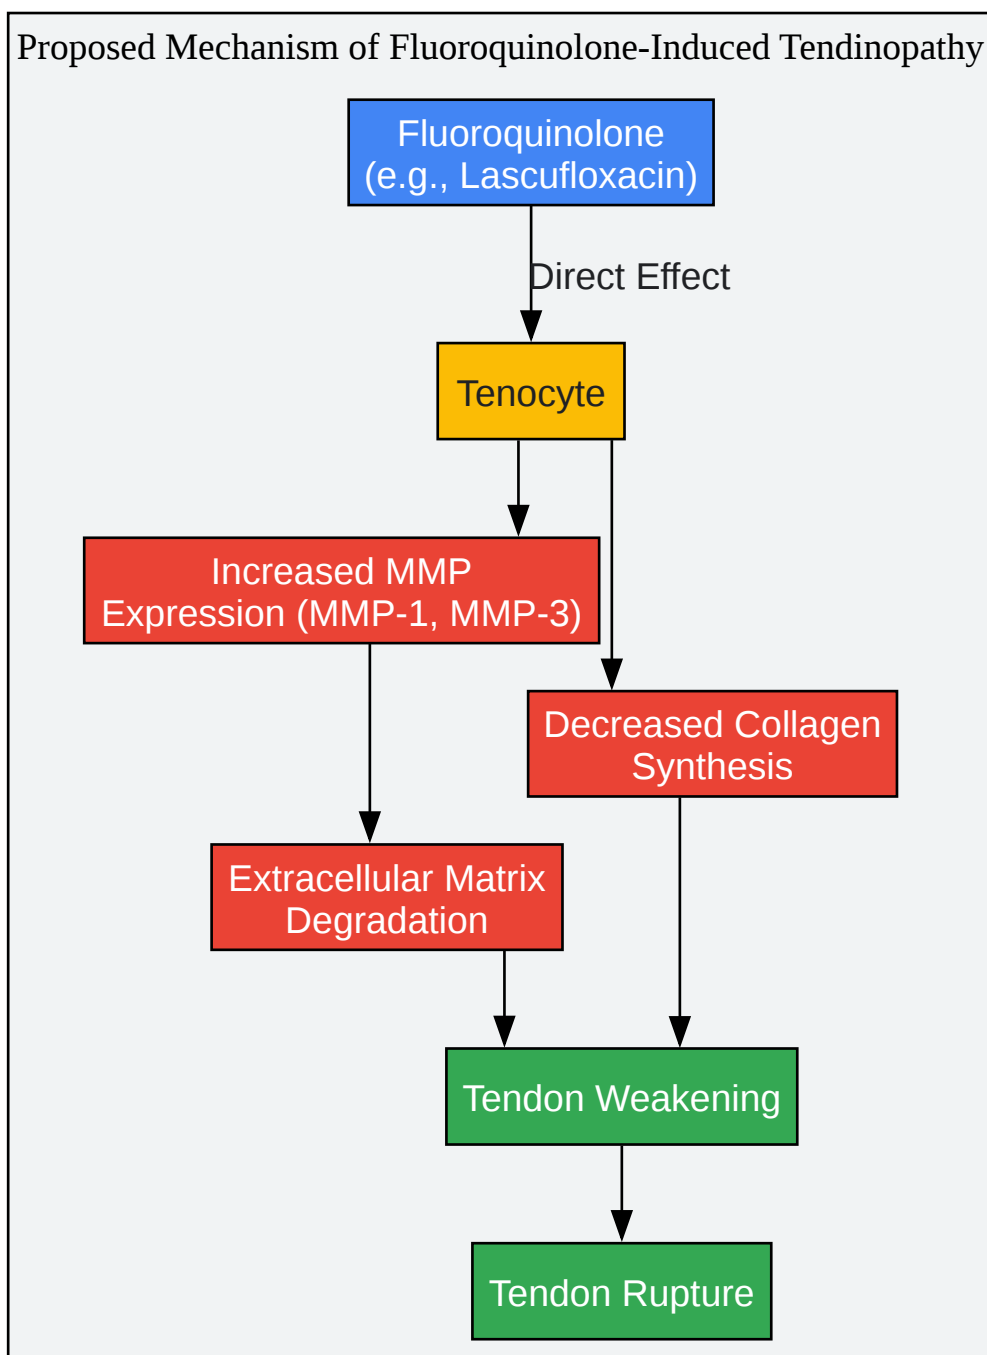 Proposed Mechanism of Fluoroquinolone-Induced Tendinopathy
Fluoroquinolone
(e.g., Lascufloxacin)
Direct Effect
Tenocyte
Increased MMP
Expression (MMP-1, MMP-3)
Decreased Collagen
Synthesis
Extracellular Matrix
Degradation
Tendon Weakening
Tendon Rupture